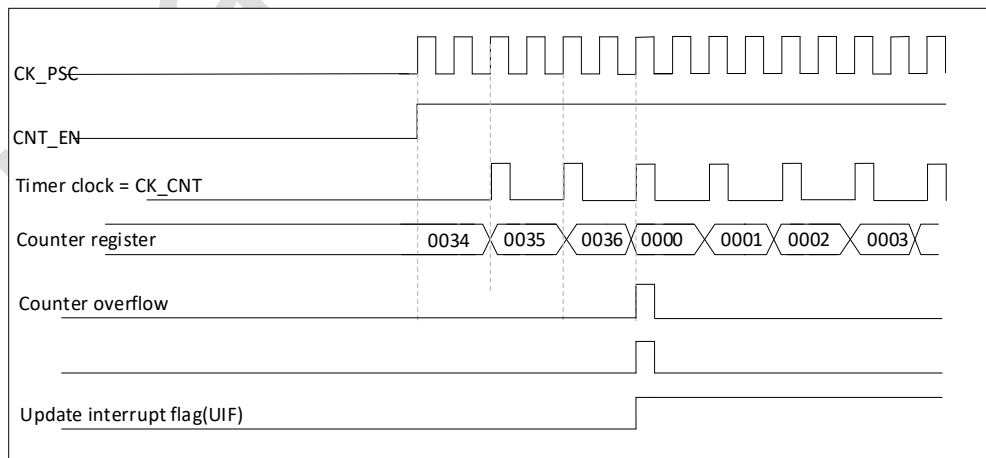 CK_PSC
CNT_EN
Timer clock = CK_CNT
Counter register 0034 0035 0036 0000 0001 0002 0003
Counter overflow
Update interrupt flag(UIF)